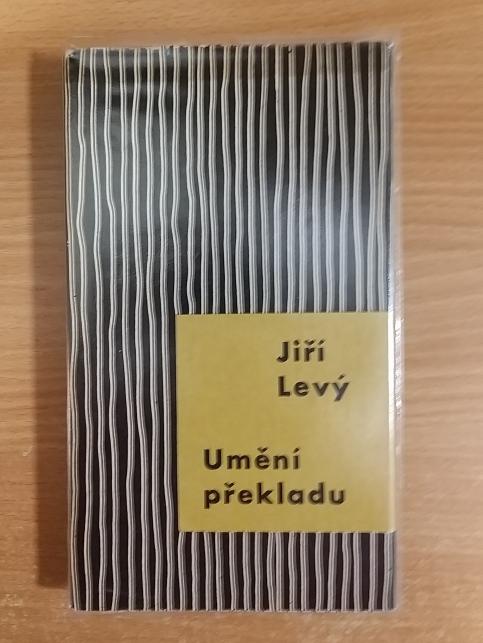 Jiří
Levý
Umění
překladu